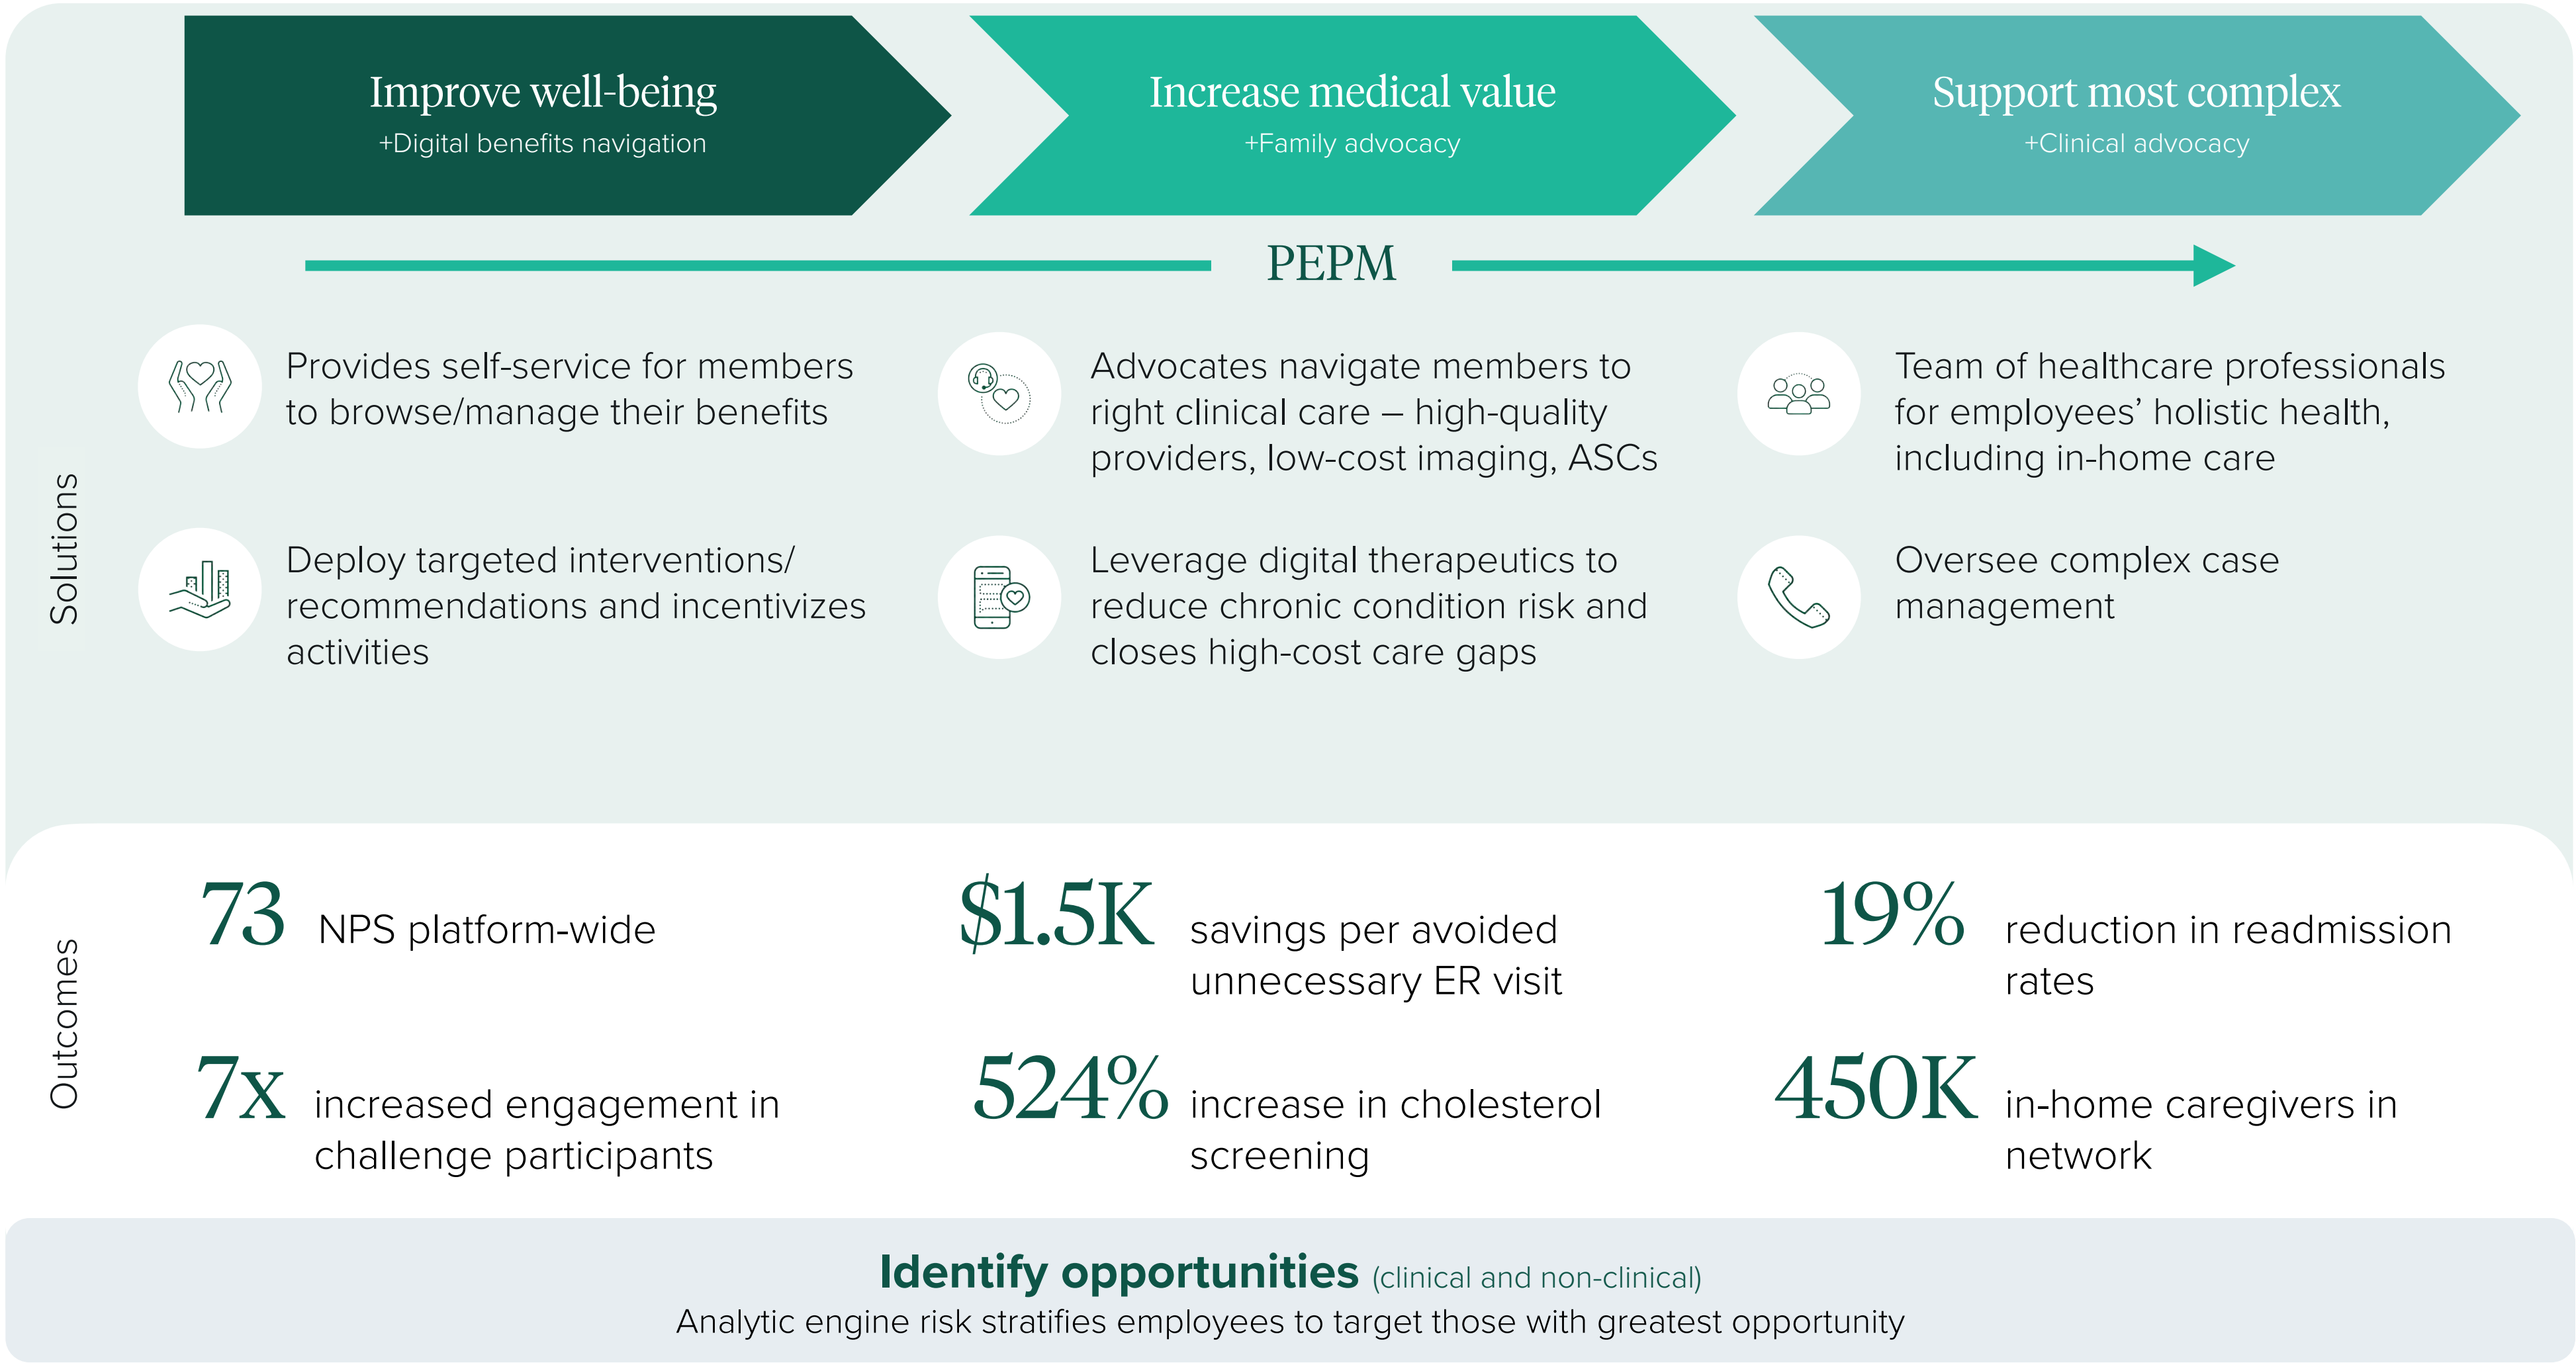 Improve well-being
+Digital benefits navigation
Increase medical value
+Family advocacy
Support most complex
+Clinical advocacy
PEPM
Solutions
Provides self-service for members
to browse/manage their benefits
Advocates navigate members to
right clinical care – high-quality
providers, low-cost imaging, ASCs
Team of healthcare professionals
for employees’ holistic health,
including in-home care
Deploy targeted interventions/
recommendations and incentivizes
activities
Leverage digital therapeutics to
reduce chronic condition risk and
closes high-cost care gaps
Oversee complex case
management
Outcomes
73 NPS platform-wide
$1.5K savings per avoided
unnecessary ER visit
19% reduction in readmission
rates
7x increased engagement in
challenge participants
524% increase in cholesterol
screening
450K in-home caregivers in
network
Identify opportunities (clinical and non-clinical)
Analytic engine risk stratifies employees to target those with greatest opportunity